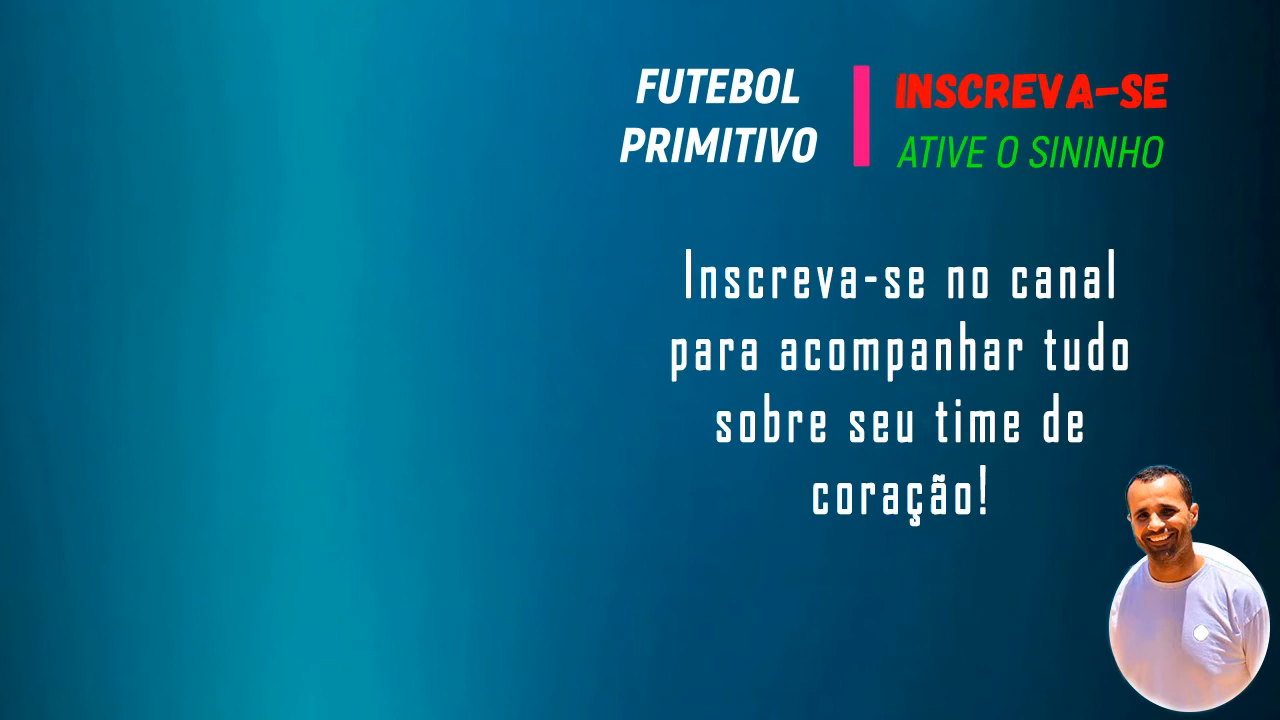 FUTEBOL
PRIMITIVO
INSCREVA-SE
ATIVE O SININHO
Inscreva-se no canal
para acompanhar tudo
sobre seu time de
coração!